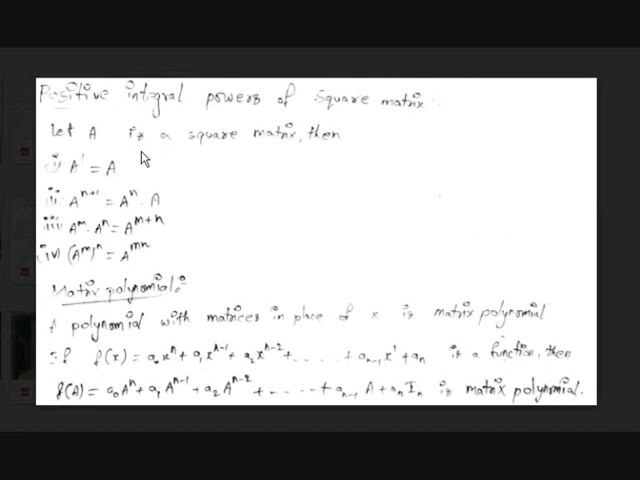 Positive integral powers of square matrix
let A is a square matrix, then
(i) A¹ = A
(ii) Aⁿ⁺¹ = Aⁿ. A
(iii) Aᵐ. Aⁿ = Aᵐ⁺ⁿ
(iv) (Aᵐ)ⁿ = Aᵐⁿ
Matrix polynomial:
A polynomial with matrices in place of x is matrix polynomial
If f(x) = a₀xⁿ + a₁xⁿ⁻¹ + a₂xⁿ⁻² + ...... + aₙ₋₁x¹ + aₙ is a function, then
f(A) = a₀Aⁿ + a₁Aⁿ⁻¹ + a₂Aⁿ⁻² + ...... + aₙ₋₁ A + aₙIₙ is matrix polynomial.